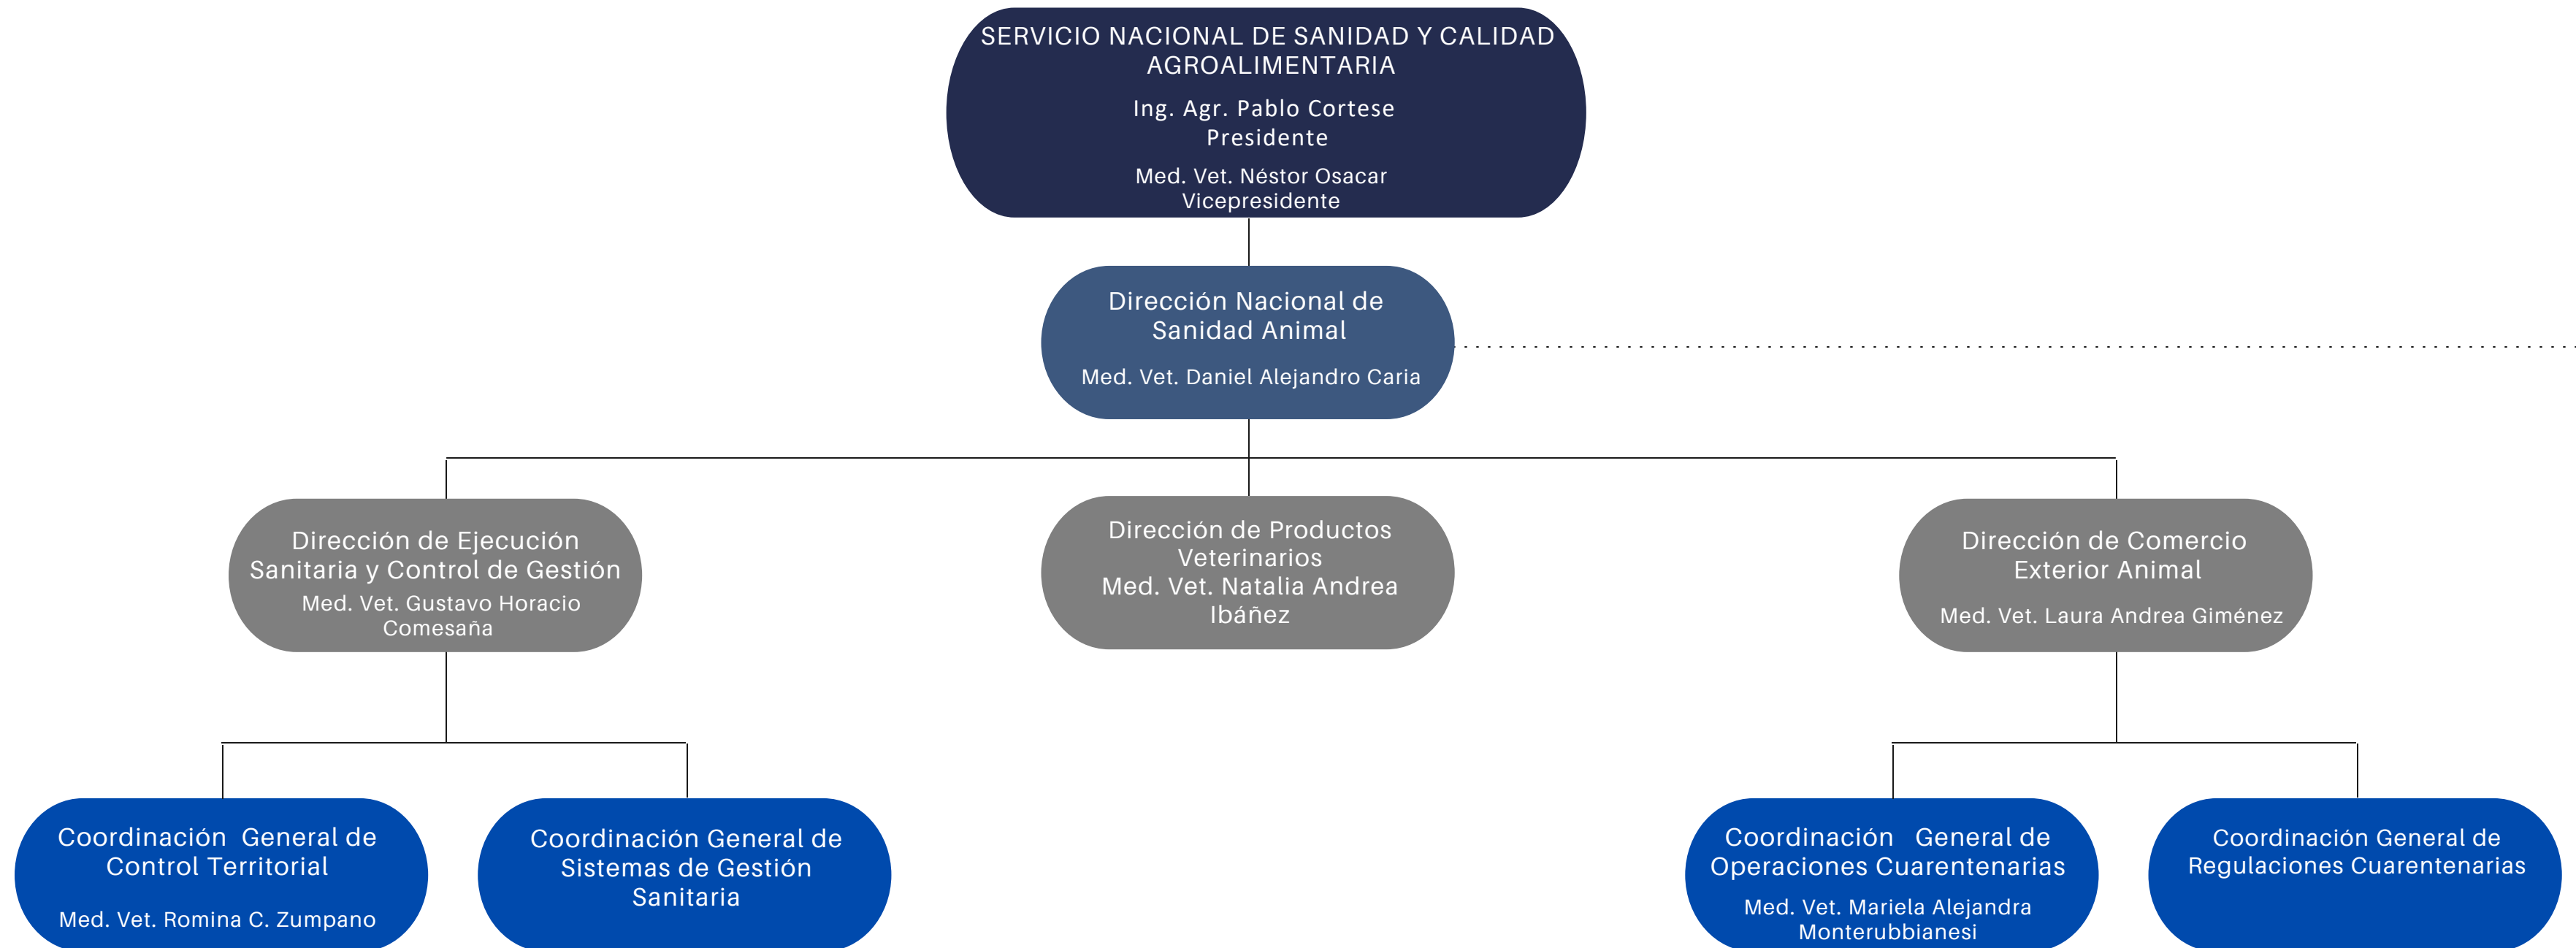 SERVICIO NACIONAL DE SANIDAD Y CALIDAD
AGROALIMENTARIA
Ing. Agr. Pablo Cortese
Presidente
Med. Vet. Néstor Osacar
Vicepresidente
Dirección Nacional de
Sanidad Animal
Med. Vet. Daniel Alejandro Caria
Dirección de Ejecución
Sanitaria y Control de Gestión
Med. Vet. Gustavo Horacio
Comesaña
Dirección de Productos
Veterinarios
Med. Vet. Natalia Andrea
Ibáñez
Dirección de Comercio
Exterior Animal
Med. Vet. Laura Andrea Giménez
Coordinación General de
Control Territorial
Med. Vet. Romina C. Zumpano
Coordinación General de
Sistemas de Gestión
Sanitaria
Coordinación General de
Operaciones Cuarentenarias
Med. Vet. Mariela Alejandra
Monterubbianesi
Coordinación General de
Regulaciones Cuarentenarias